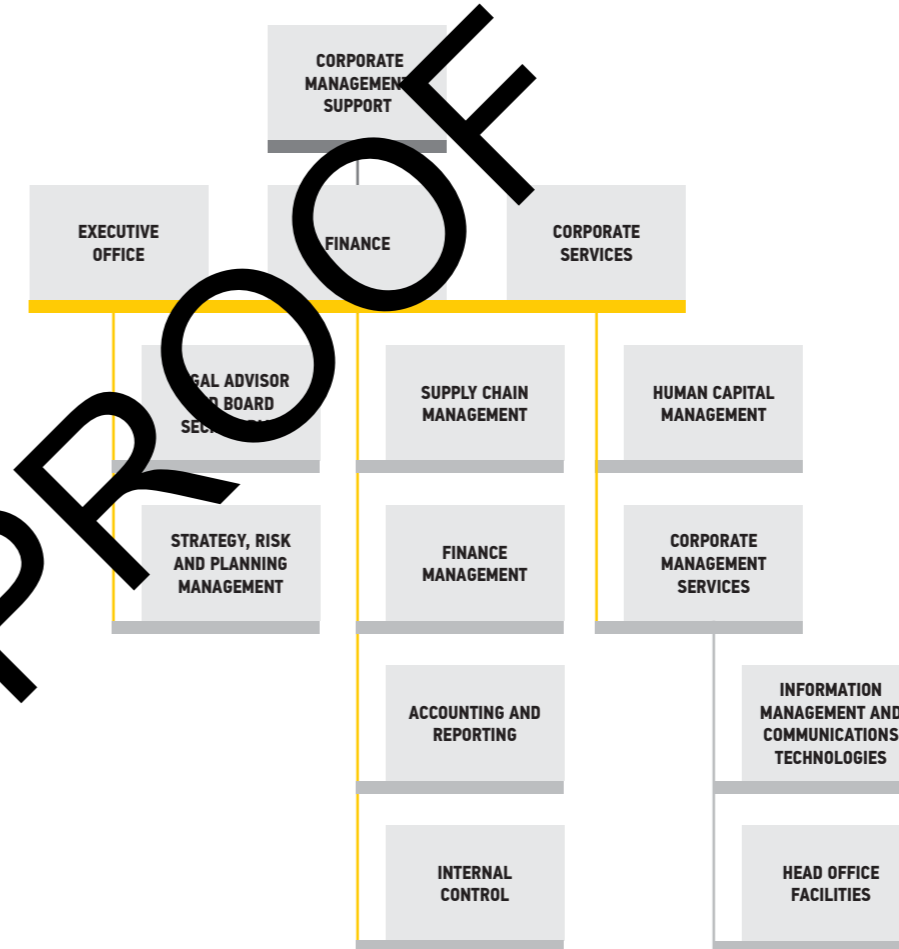 CORPORATE
MANAGEMENT
SUPPORT
EXECUTIVE
OFFICE
FINANCE
CORPORATE
SERVICES
ADVISOR
BOARD
SUPPLY CHAIN
MANAGEMENT
HUMAN CAPITAL
MANAGEMENT
STRATEGY, RISK
AND PLANNING
MANAGEMENT
FINANCE
MANAGEMENT
CORPORATE
MANAGEMENT
SERVICES
ACCOUNTING AND
REPORTING
INFORMATION
MANAGEMENT AND
COMMUNICATIONS
TECHNOLOGIES
INTERNAL
CONTROL
HEAD OFFICE
FACILITIES
PROOF